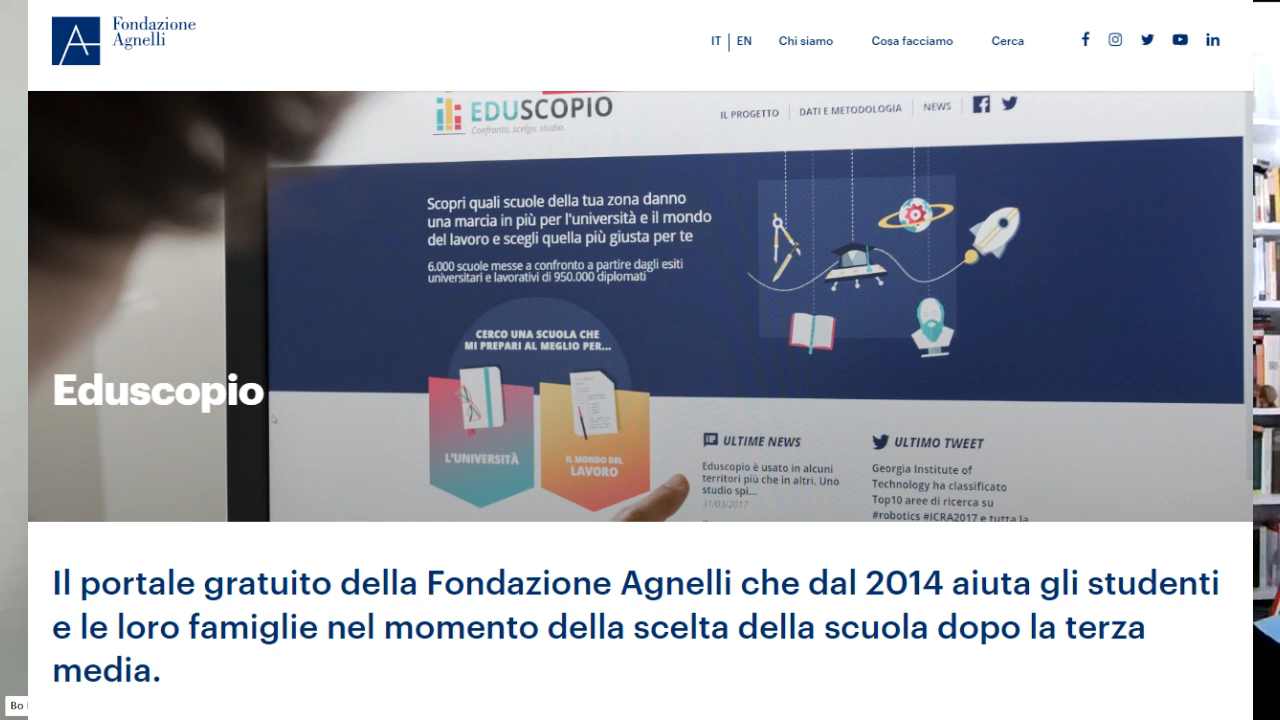 Fondazione
Agnelli
IT | EN
Chi siamo
Cosa facciamo
Cerca
EDUSCOPIO
Confronto, scelgo, studio.
IL PROGETTO
DATI E METODOLOGIA
NEWS
Scopri quali scuole della tua zona danno
una marcia in più per l'università e il mondo
del lavoro e scegli quella più giusta per te
6.000 scuole messe a confronto a partire dagli esiti
universitari e lavorativi di 950.000 diplomati
CERCO UNA SCUOLA CHE
MI PREPARI AL MEGLIO PER...
L'UNIVERSITÀ
IL MONDO DEL
LAVORO
ULTIME NEWS
Eduscopio è usato in alcuni
territori più che in altri. Uno
studio spi...
31/03/2017
ULTIMO TWEET
Georgia Institute of
Technology ha classificato
Top10 aree di ricerca su
#robotics #ICRA2017 e tutta la
Eduscopio
Il portale gratuito della Fondazione Agnelli che dal 2014 aiuta gli studenti
e le loro famiglie nel momento della scelta della scuola dopo la terza
media.
Bo